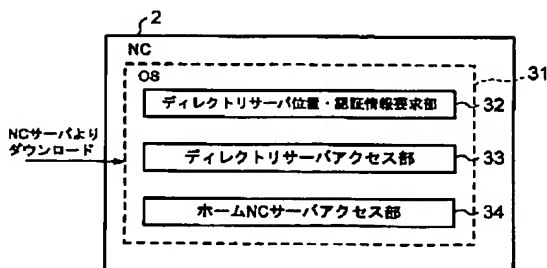 2
NC
31
OS
ディレクトリサーバ位置・認証情報要求部
32
NCサーバより
ダウンロード
ディレクトリサーバアクセス部
33
ホームNCサーバアクセス部
34